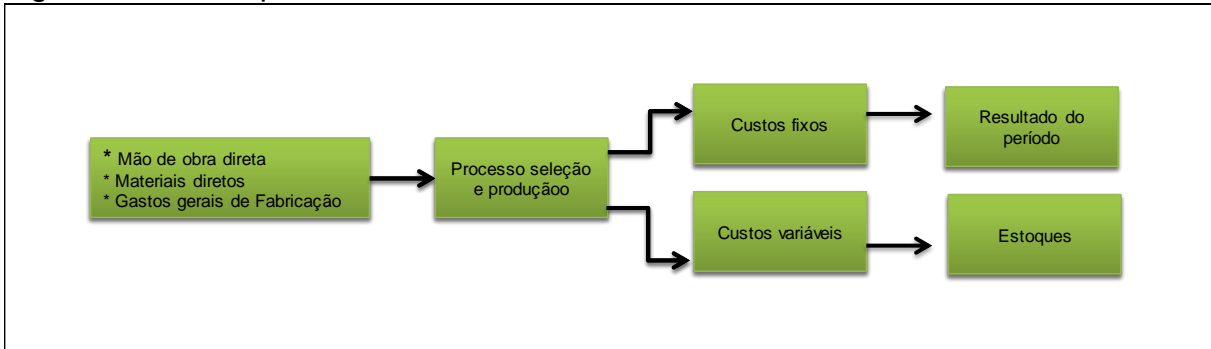 * Mão de obra direta
* Materiais diretos
* Gastos gerais de Fabricação
Processo seleção
e produçãoo
Custos fixos
Resultado do
período
Custos variáveis
Estoques